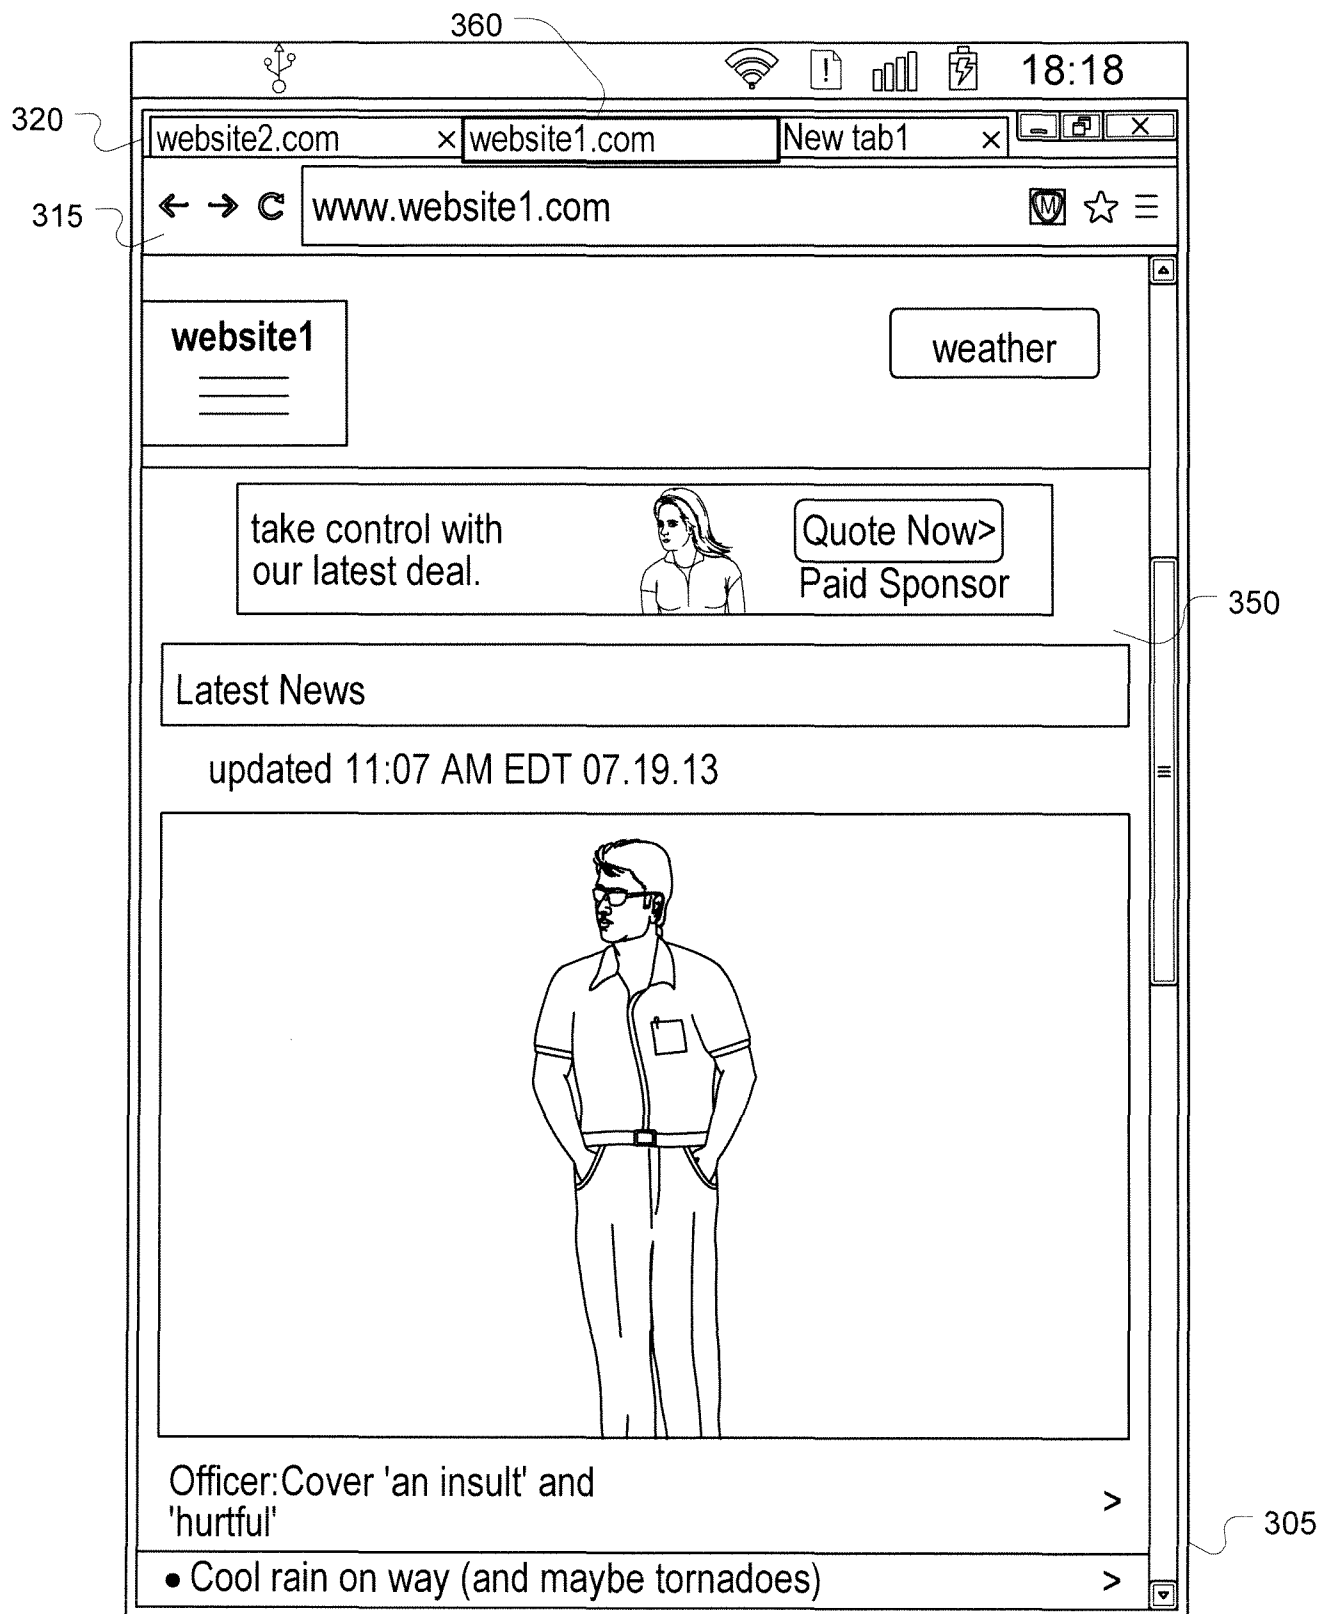 360
18:18
320
website2.com × website1.com New tab1 ×
315
www.website1.com M
website1
weather
take control with
our latest deal.
Quote Now>
Paid Sponsor
350
Latest News
updated 11:07 AM EDT 07.19.13
Officer:Cover 'an insult' and
'hurtful'
>
305
• Cool rain on way (and maybe tornadoes) >